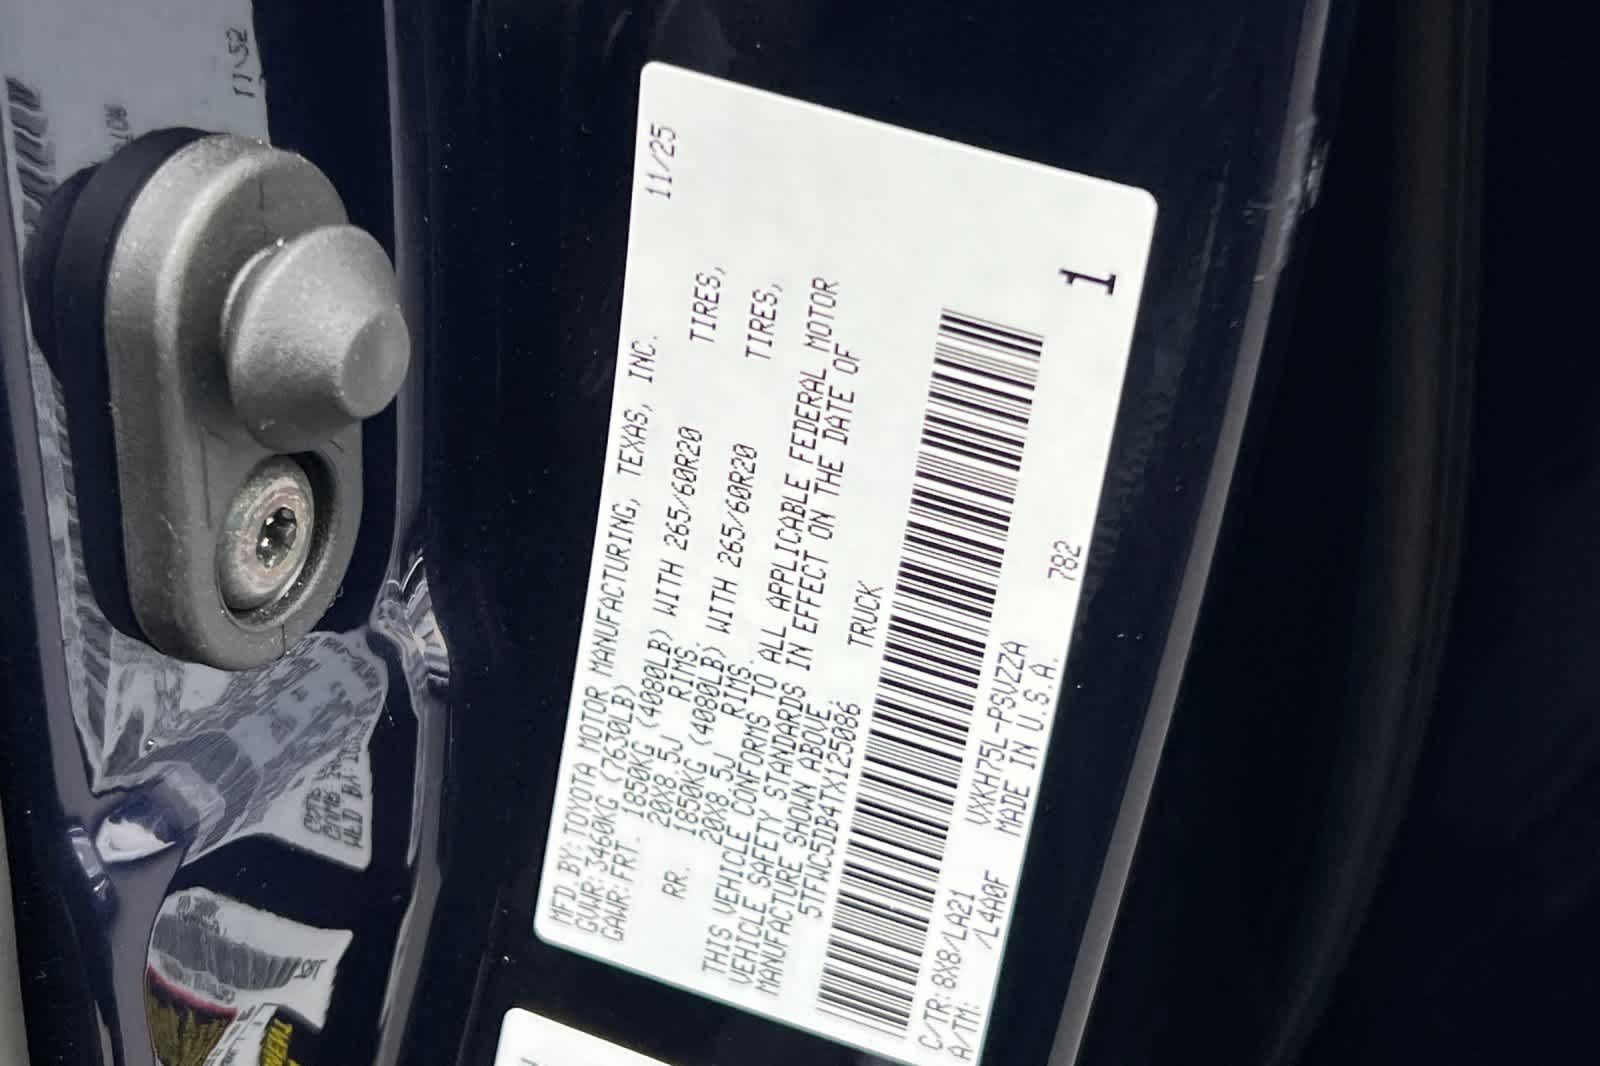 MFD BY: TOYOTA MOTOR MANUFACTURING, TEXAS, INC. 11/25
GVWR: 3460KG (7630LB)
GAWR: FRT. 1850KG (4080LB) WITH 265/60R20 TIRES,
20X8.5J RIMS.
RR. 1850KG (4080LB) WITH 265/60R20 TIRES,
20X8.5J RIMS.
THIS VEHICLE CONFORMS TO ALL APPLICABLE FEDERAL MOTOR
VEHICLE SAFETY STANDARDS IN EFFECT ON THE DATE OF
MANUFACTURE SHOWN ABOVE.
5TFWC5DB4TX125086 TRUCK
1
C/TR: 8X8/LA21 VXKH75L-PSVZZA 782
A/TM: /L4A0F MADE IN U.S.A.